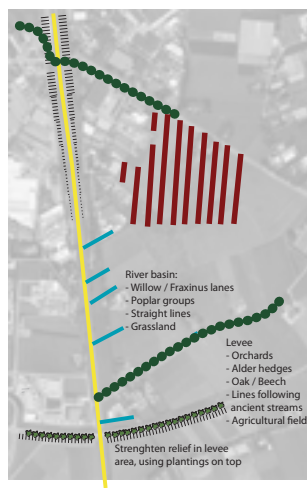 River basin:
- Willow / Fraxinus lanes
- Poplar groups
- Straight lines
- Grassland
Levee
- Orchards
- Alder hedges
- Oak / Beech
- Lines following
ancient streams
- Agricultural field
Strenghten relief in levee
area, using plantings on top